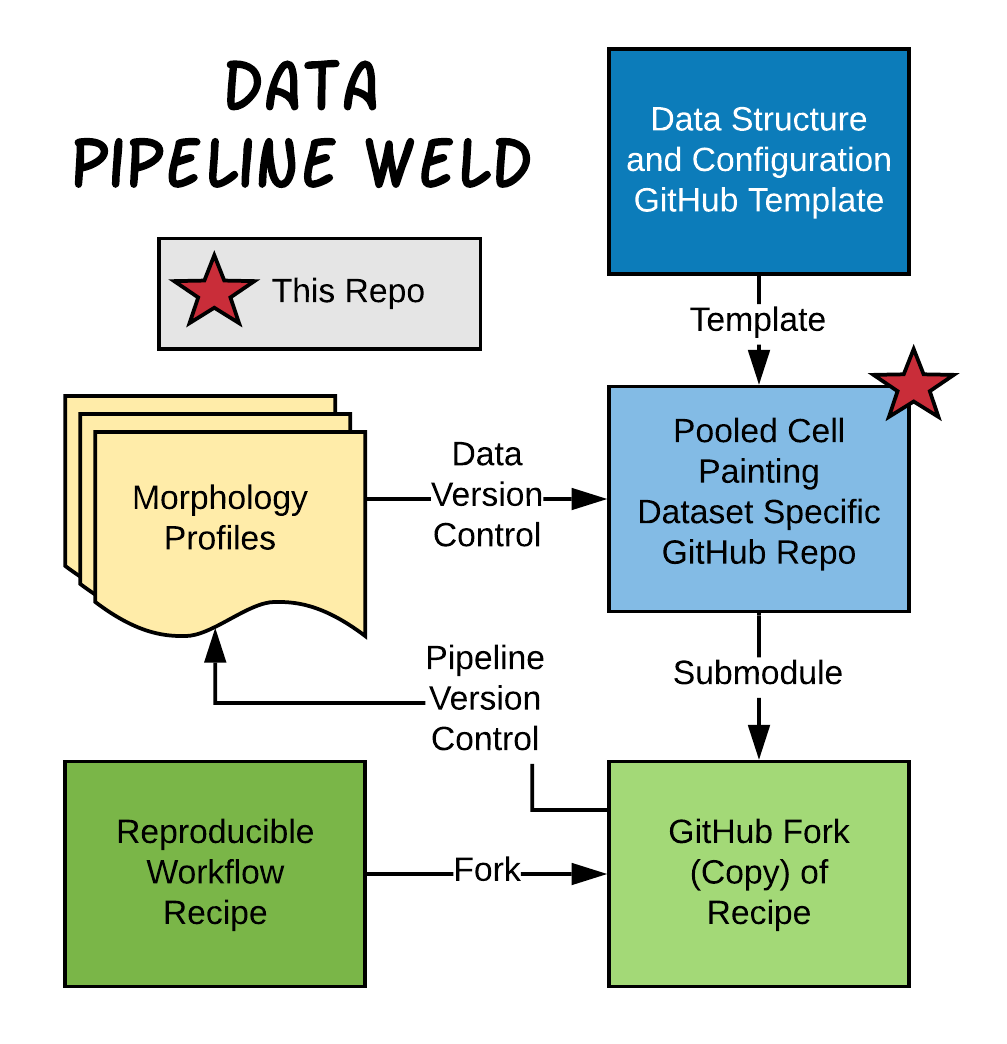 DATA
PIPELINE WELD
This Repo
Data Structure
and Configuration
GitHub Template
Template
Pooled Cell
Painting
Dataset Specific
GitHub Repo
Morphology
Profiles
Data
Version
Control
Submodule
Pipeline
Version
Control
Reproducible
Workflow
Recipe
Fork
GitHub Fork
(Copy) of
Recipe